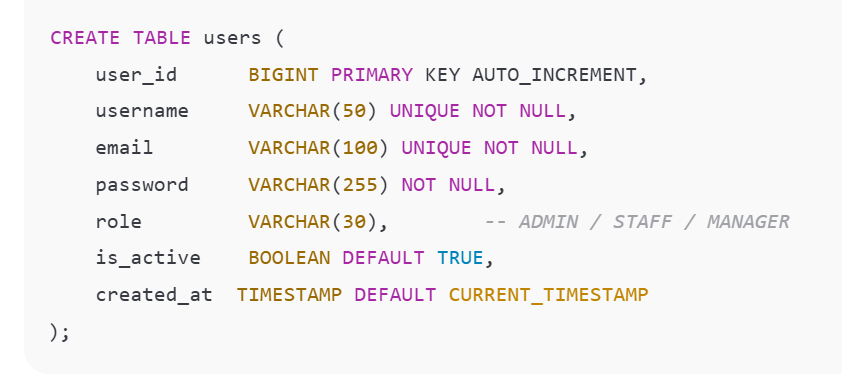 CREATE TABLE users (
    user_id      BIGINT PRIMARY KEY AUTO_INCREMENT,
    username     VARCHAR(50) UNIQUE NOT NULL,
    email        VARCHAR(100) UNIQUE NOT NULL,
    password     VARCHAR(255) NOT NULL,
    role         VARCHAR(30),        -- ADMIN / STAFF / MANAGER
    is_active    BOOLEAN DEFAULT TRUE,
    created_at  TIMESTAMP DEFAULT CURRENT_TIMESTAMP
);